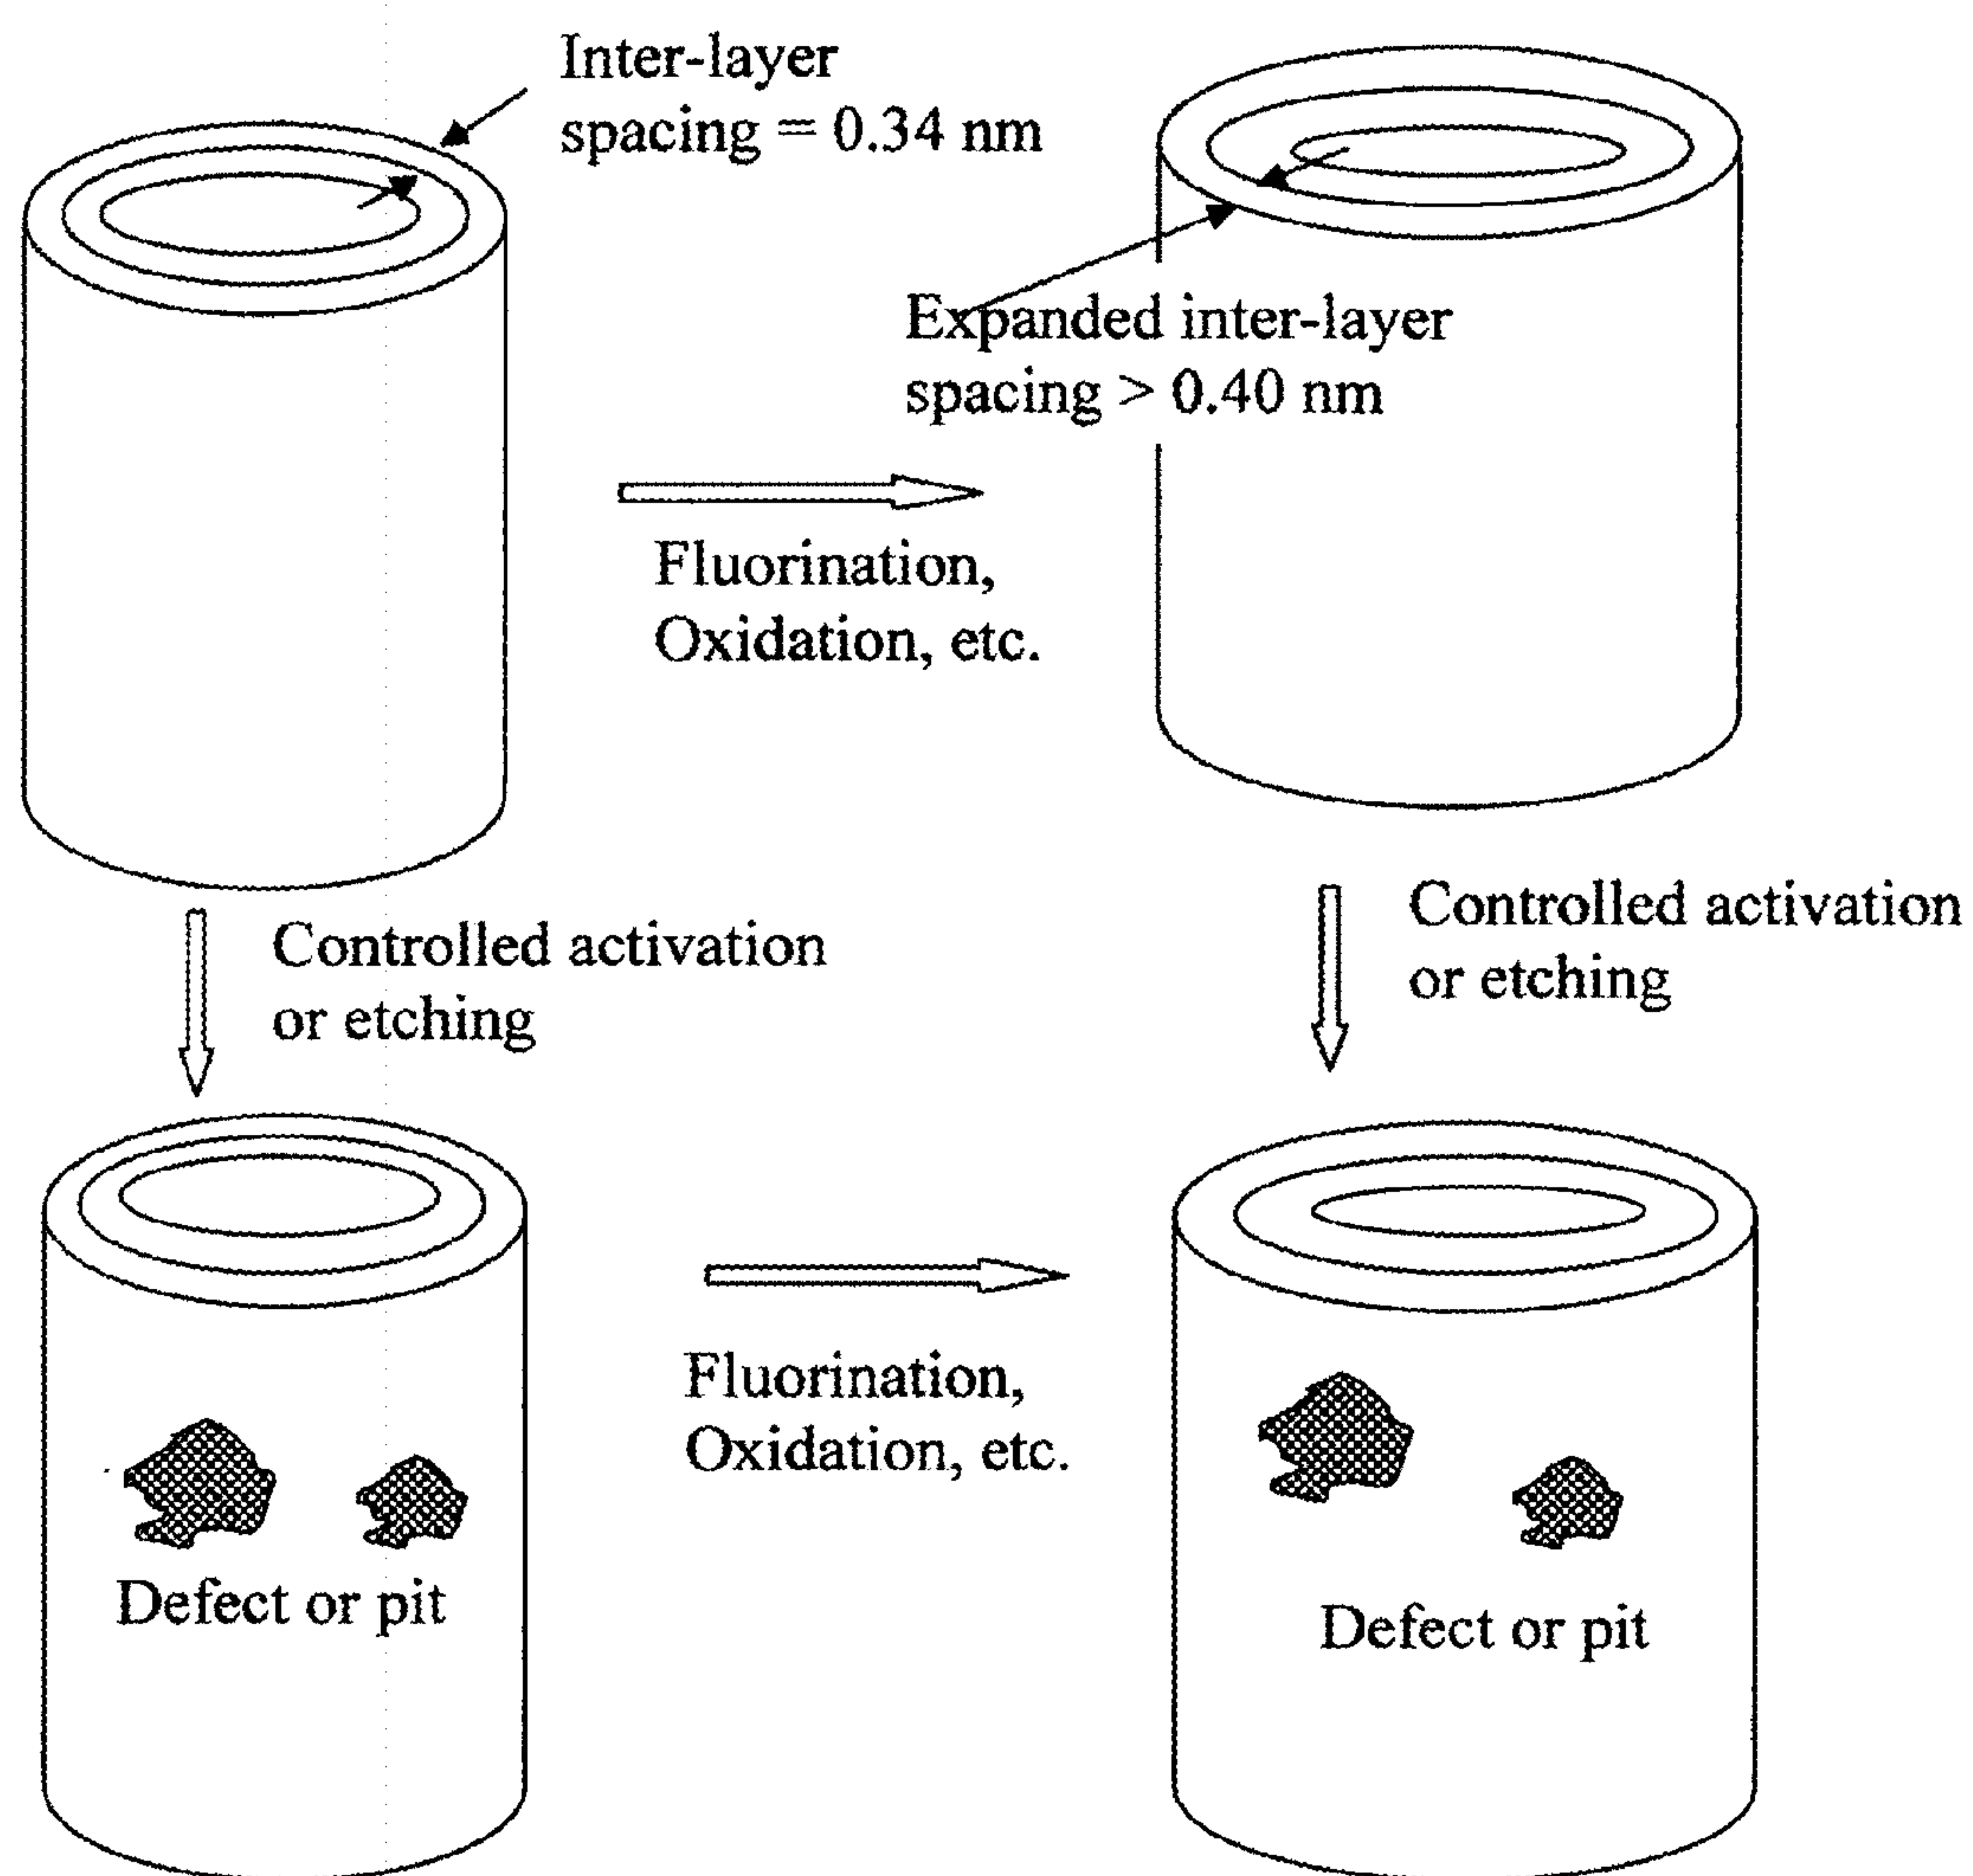 Inter-layer
spacing = 0.34 nm
Expanded inter-layer
spacing > 0.40 nm
Fluorination,
Oxidation, etc.
Controlled activation
or etching
Controlled activation
or etching
Fluorination,
Oxidation, etc.
Defect or pit
Defect or pit